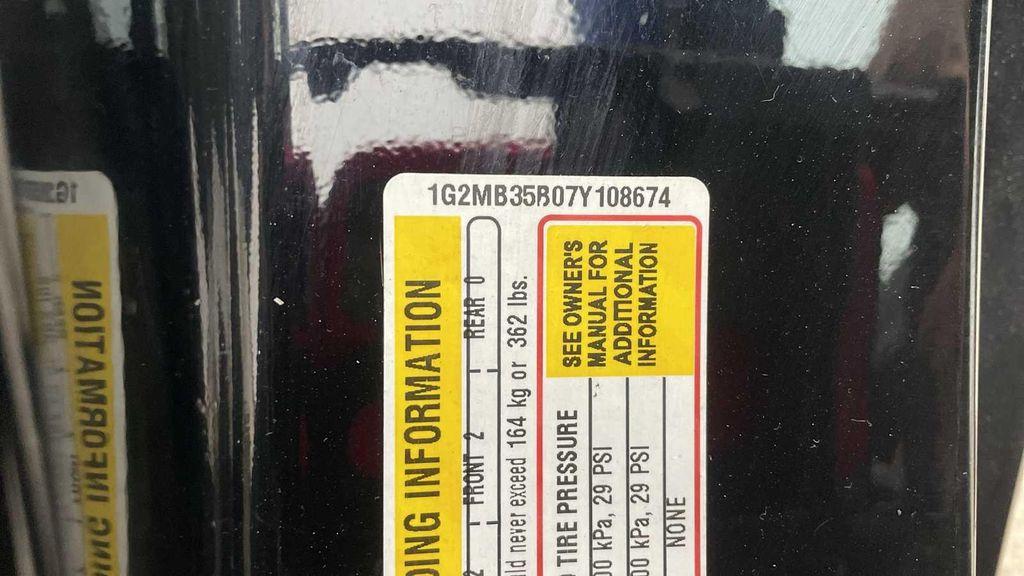 1G2MB35B07Y108674
DING INFORMATION
FRONT 2 REAR 0
never exceed 164 kg or 362 lbs.
TIRE PRESSURE
kPa, 29 PSI
kPa, 29 PSI
NONE
SEE OWNER'S
MANUAL FOR
ADDITIONAL
INFORMATION